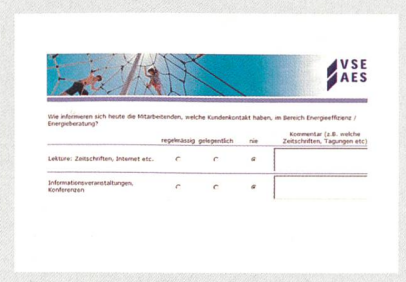 VSE
AES
Wie informieren sich heute die Mitarbeitenden, welche Kundenkontakt haben, im Bereich Energieeffizienz /
Energieberatung?
regelmässig gelegentlich nie Kommentar (z.B. welche
Zeitschriften, Tagungen etc)
Lektüre: Zeitschriften, Internet etc.
Informationsveranstaltungen,
Konferenzen